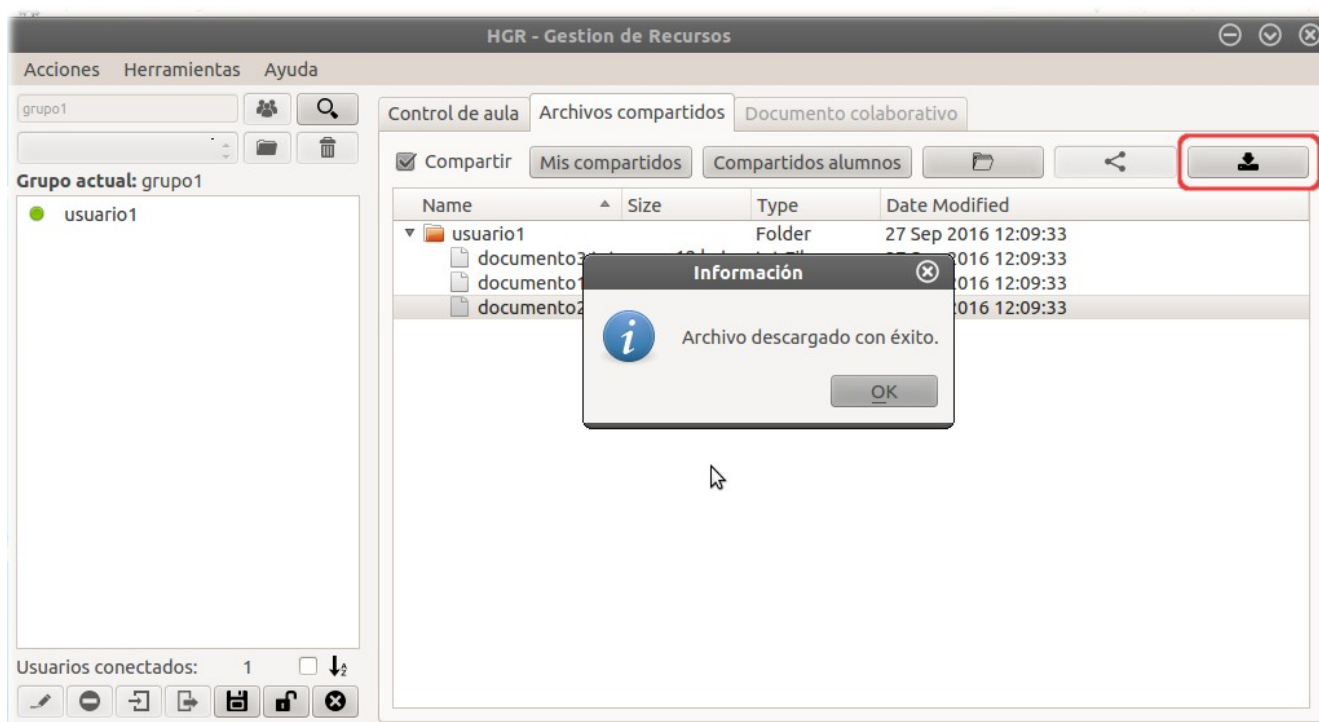 HGR - Gestion de Recursos
Acciones Herramientas Ayuda
grupo1
Grupo actual: grupo1
usuario1
Usuarios conectados: 1
Control de aula Archivos compartidos Documento colaborativo
Compartir Mis compartidos Compartidos alumnos
Name Size Type Date Modified
usuario1 Folder 27 Sep 2016 12:09:33
documento3 2016 12:09:33
documento1 2016 12:09:33
documento2 2016 12:09:33
Información
Archivo descargado con éxito.
OK